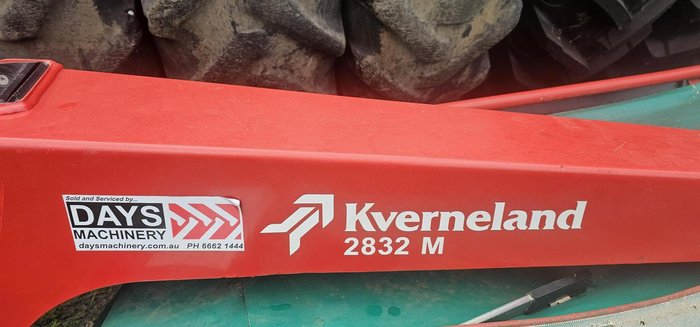 Sold and Serviced by...
DAYS
MACHINERY
daysmachinery.com.au PH 6662 1444
Kverneland
2832 M